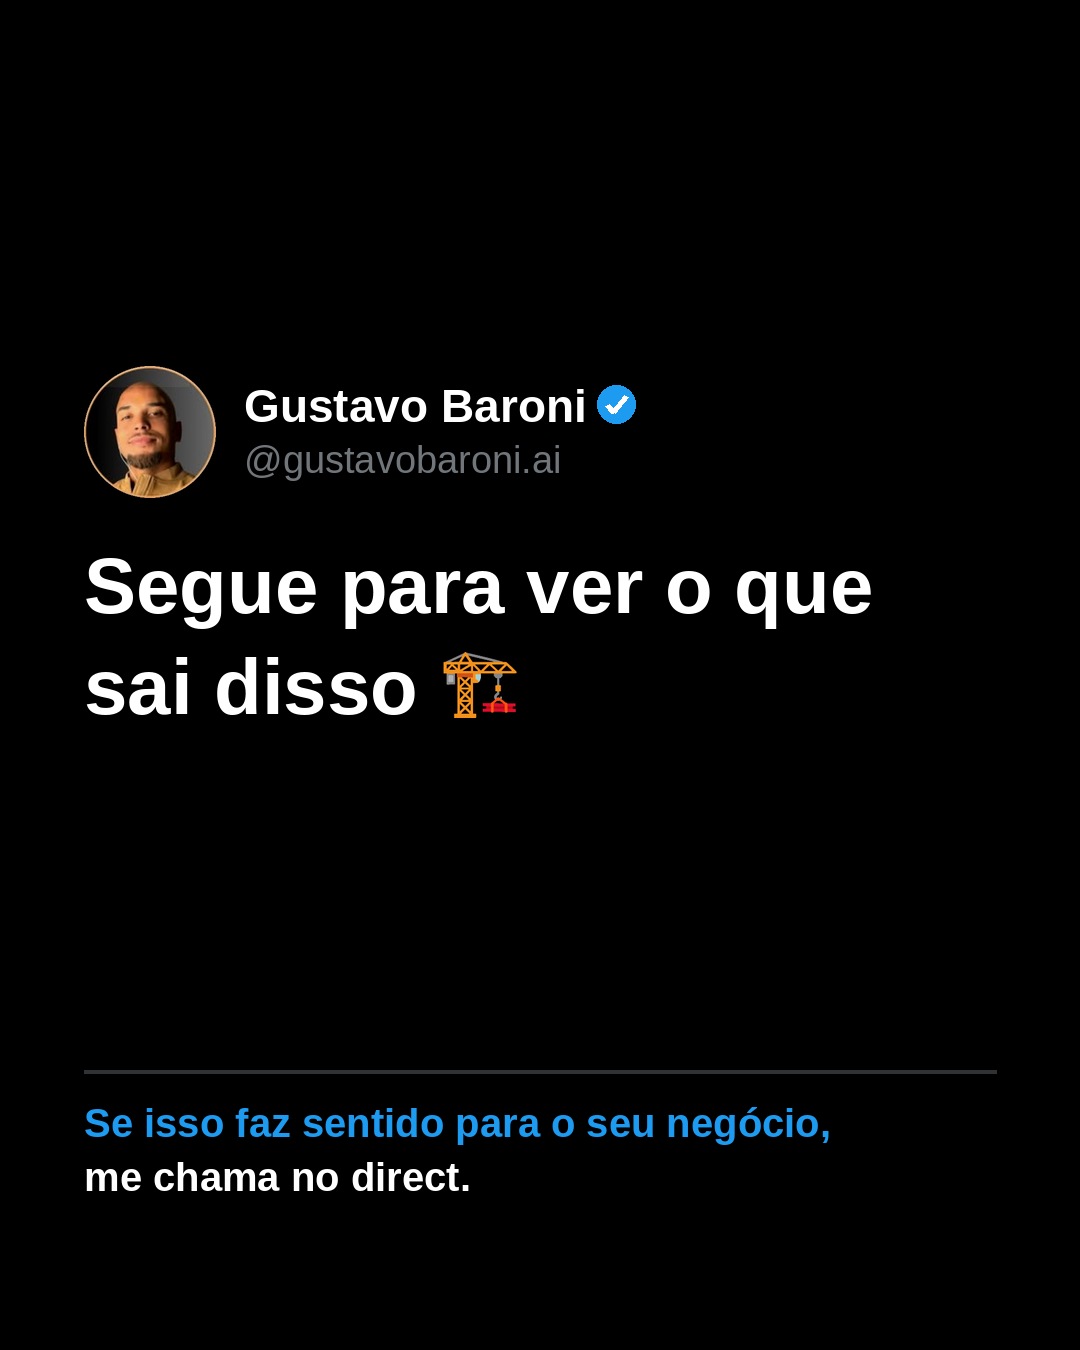 Gustavo Baroni
@gustavobaroni.ai
Segue para ver o que
sai disso 🏗️
Se isso faz sentido para o seu negócio,
me chama no direct.